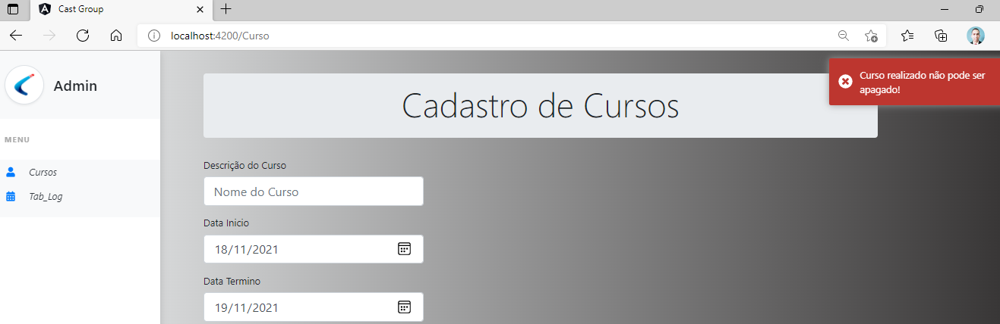 Cast Group
localhost:4200/Curso
Admin
Curso realizado não pode ser
apagado!
Cadastro de Cursos
MENU
Cursos
Tab_Log
Descrição do Curso
Nome do Curso
Data Inicio
18/11/2021
Data Termino
19/11/2021